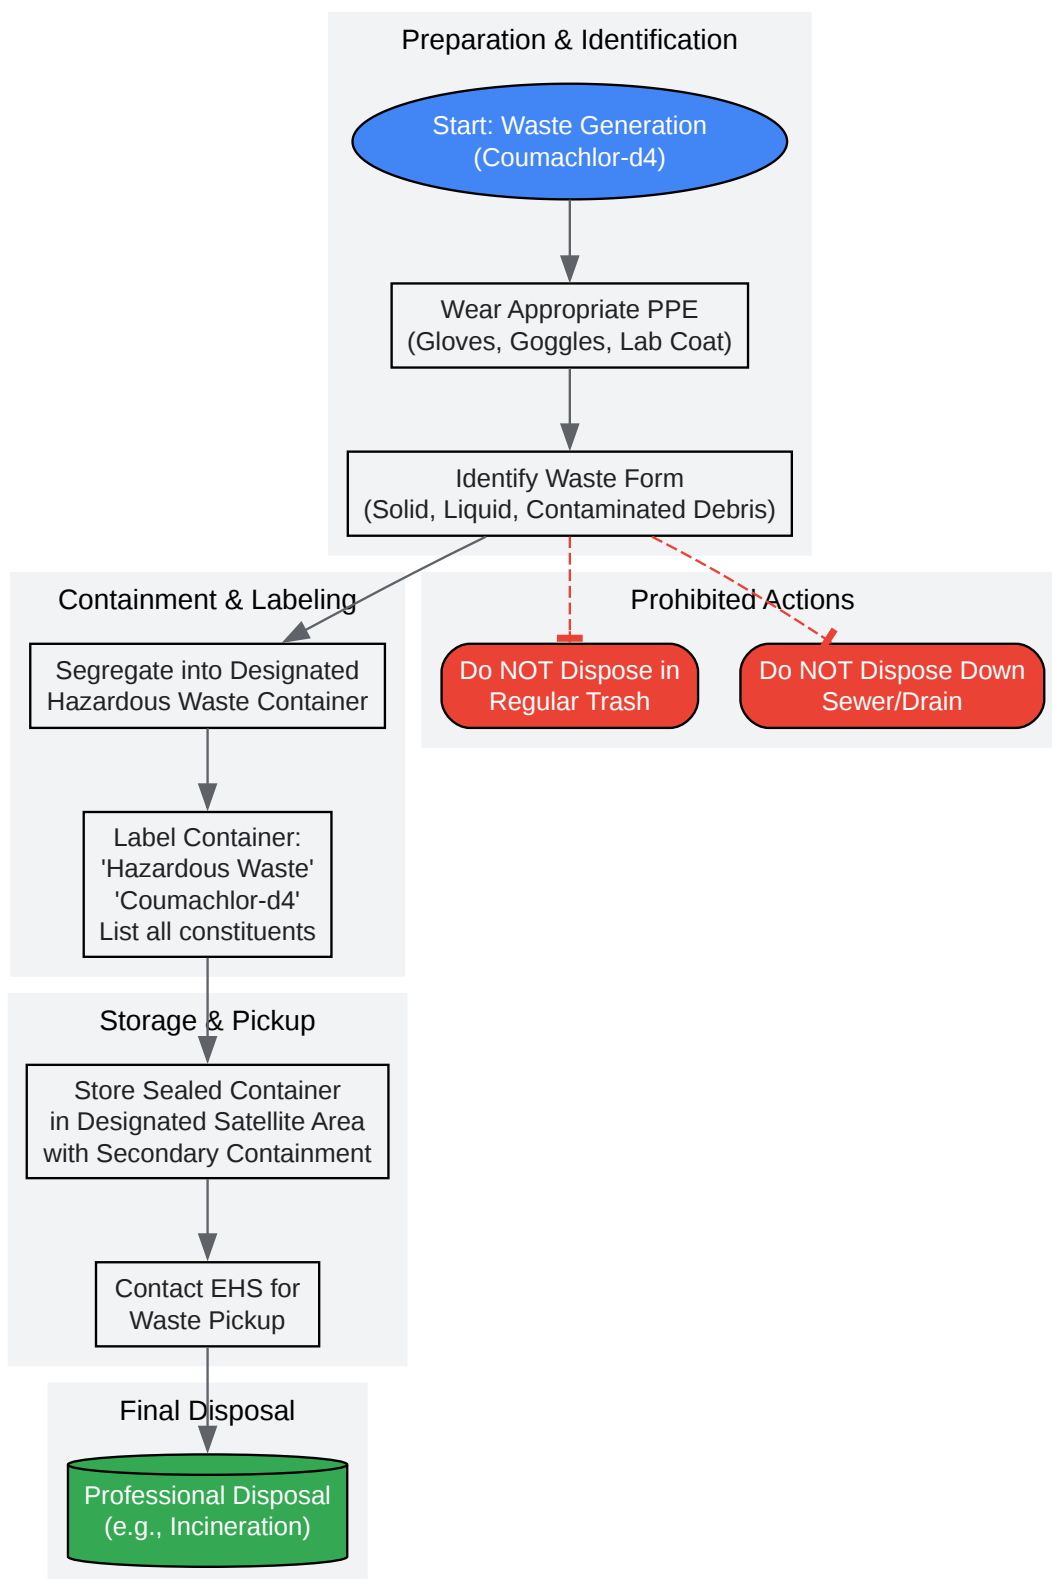 Preparation & Identification
Start: Waste Generation
(Coumachlor-d4)
Wear Appropriate PPE
(Gloves, Goggles, Lab Coat)
Identify Waste Form
(Solid, Liquid, Contaminated Debris)
Containment & Labeling
Segregate into Designated
Hazardous Waste Container
Label Container:
'Hazardous Waste'
'Coumachlor-d4'
List all constituents
Prohibited Actions
Do NOT Dispose in
Regular Trash
Do NOT Dispose Down
Sewer/Drain
Storage & Pickup
Store Sealed Container
in Designated Satellite Area
with Secondary Containment
Contact EHS for
Waste Pickup
Final Disposal
Professional Disposal
(e.g., Incineration)